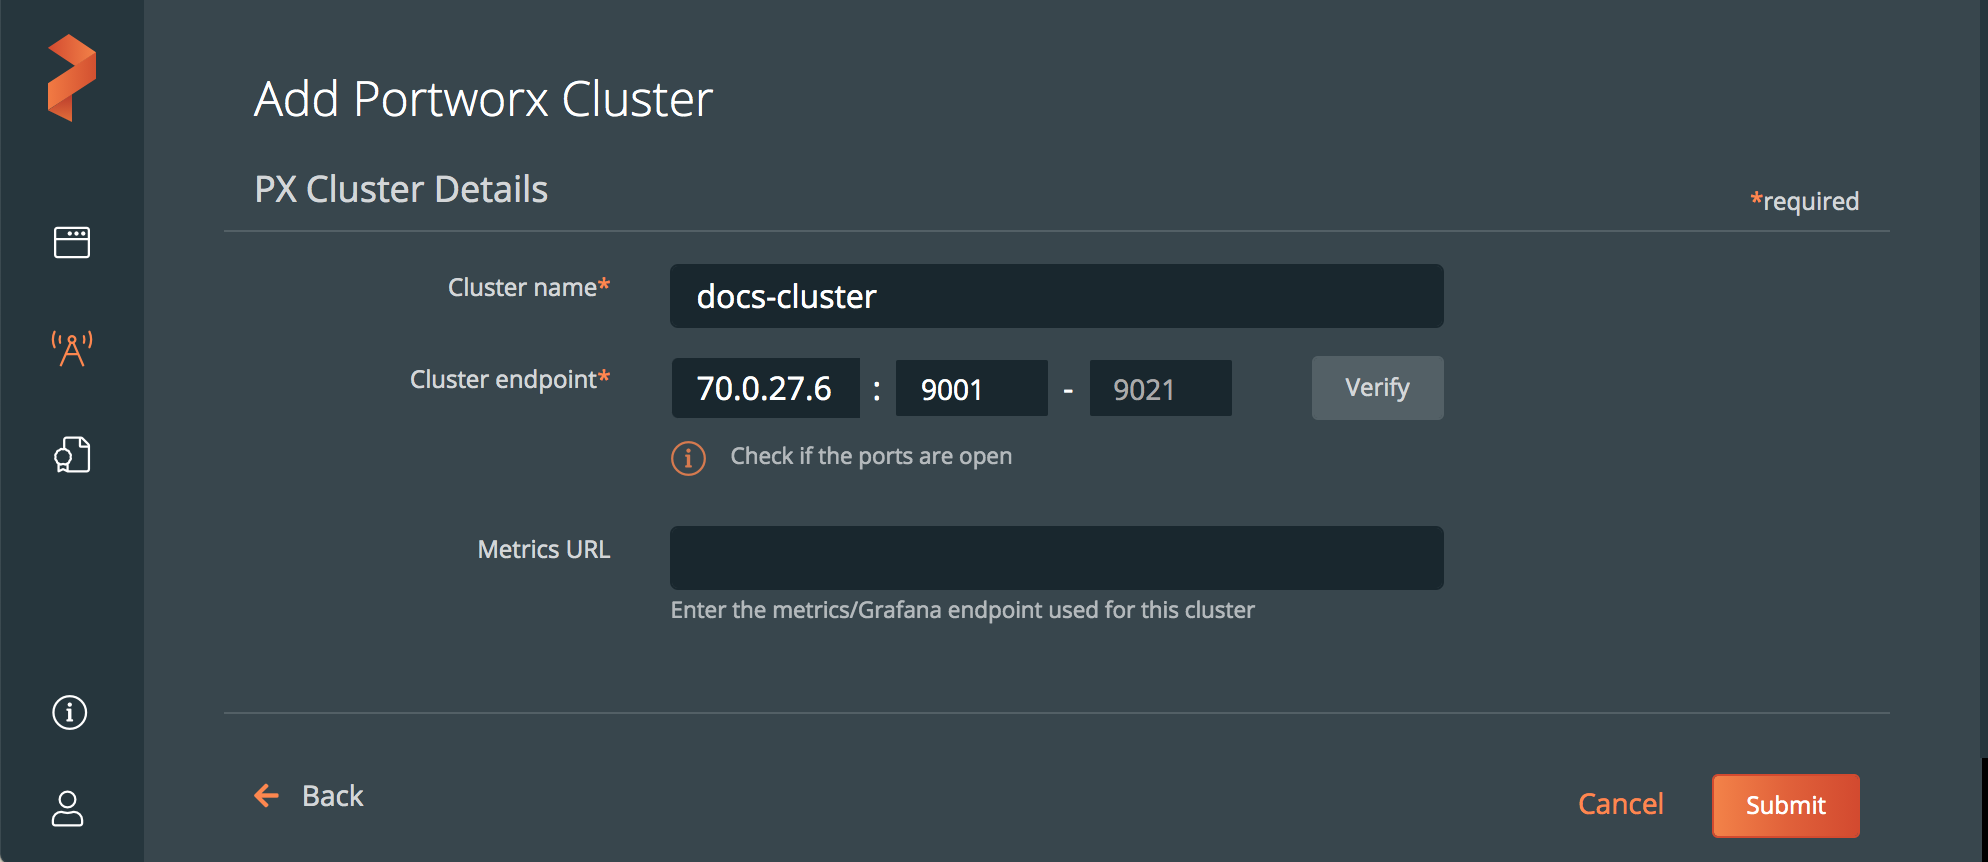 Add Portworx Cluster
PX Cluster Details
*required
Cluster name*
docs-cluster
Cluster endpoint*
70.0.27.6 : 9001 - 9021
Verify
Check if the ports are open
Metrics URL
Enter the metrics/Grafana endpoint used for this cluster
Back
Cancel
Submit